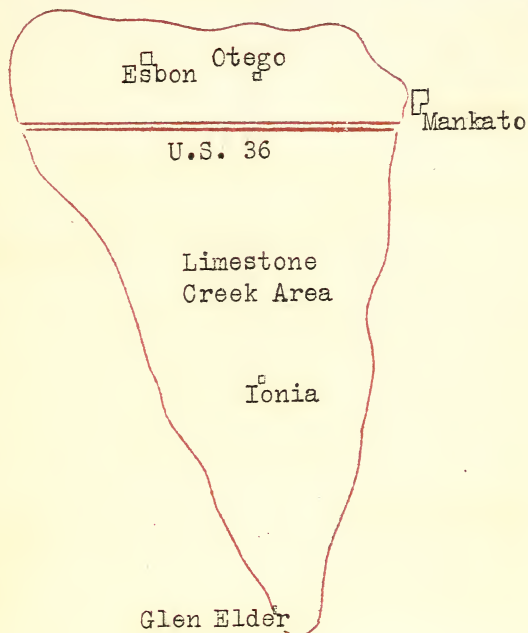 Otego
Esbon
Mankato
U.S. 36
Limestone
Creek Area
Ionia
Glen Elder